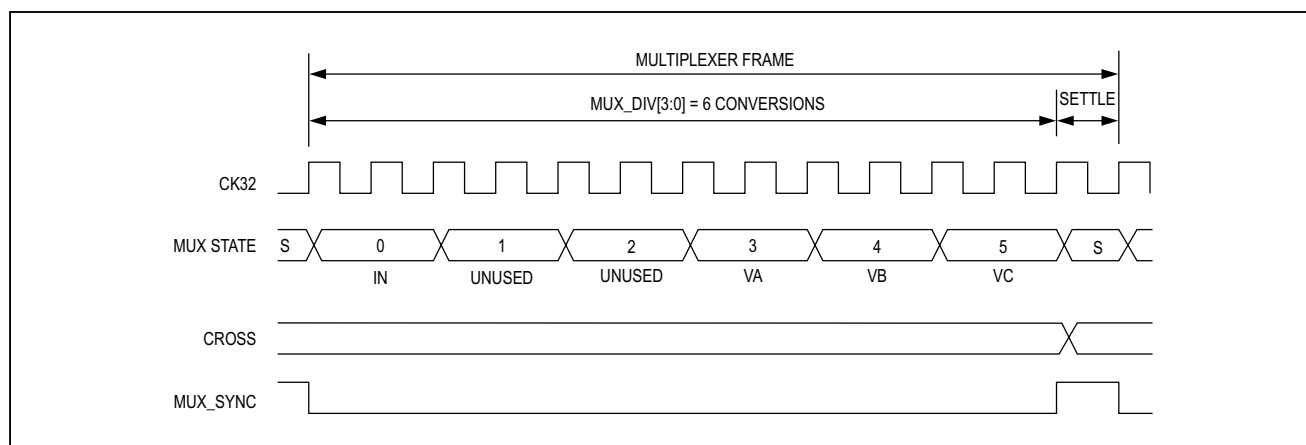 MULTIPLEXER FRAME
MUX_DIV[3:0] = 6 CONVERSIONS
SETTLE
CK32
MUX STATE
S 0 1 2 3 4 5 S
IN UNUSED UNUSED VA VB VC
CROSS
MUX_SYNC